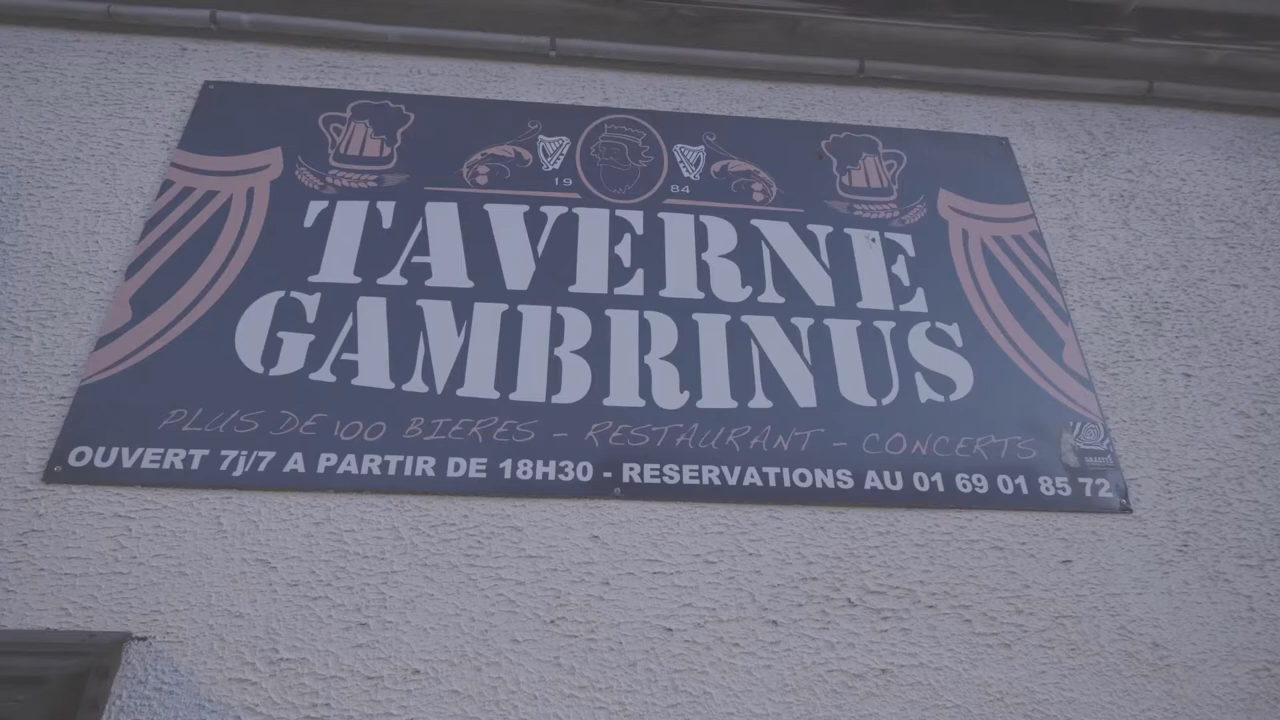 19 84
TAVERNE
GAMBRINUS
PLUS DE 100 BIERES - RESTAURANT - CONCERTS
OUVERT 7j/7 A PARTIR DE 18H30 - RESERVATIONS AU 01 69 01 85 72